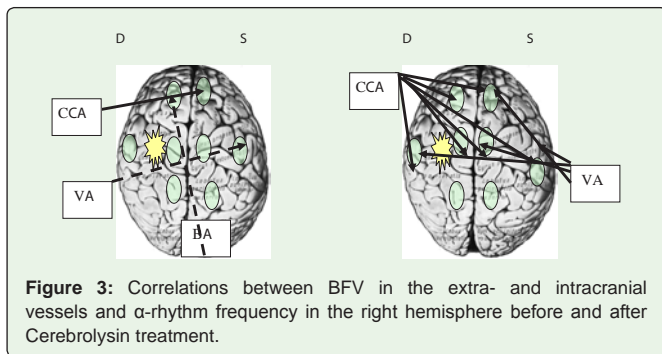 D S D S
CCA CCA
VA VA
BA
Figure 3: Correlations between BFV in the extra- and intracranial
vessels and α-rhythm frequency in the right hemisphere before and after
Cerebrolysin treatment.